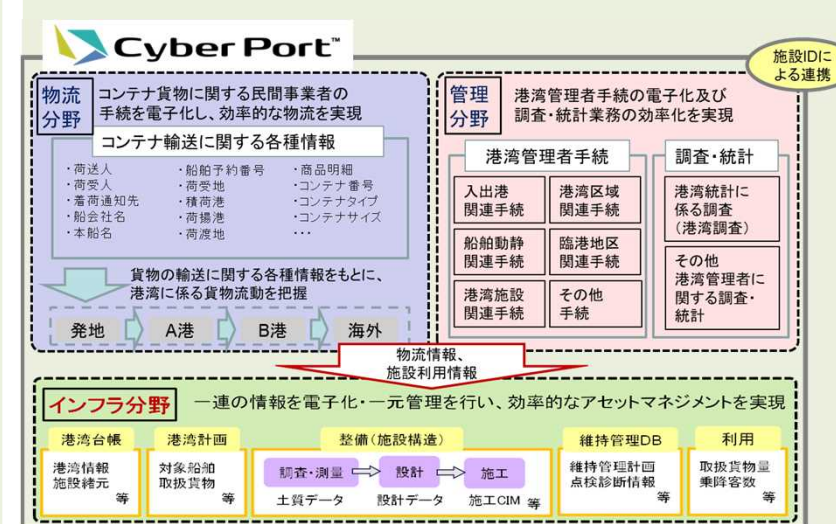 Cyber Port™
施設IDに
よる連携
物流
分野
コンテナ貨物に関する民間事業者の
手続を電子化し、効率的な物流を実現
コンテナ輸送に関する各種情報
・荷送人
・荷受人
・着荷通知先
・船会社名
・本船名
・船舶予約番号
・荷受地
・積荷港
・荷揚港
・荷渡地
・商品明細
・コンテナ番号
・コンテナタイプ
・コンテナサイズ
・・・
貨物の輸送に関する各種情報をもとに、
港湾に係る貨物流動を把握
発地
A港
B港
海外
管理
分野
港湾管理者手続の電子化及び
調査・統計業務の効率化を実現
港湾管理者手続
入出港
関連手続
港湾区域
関連手続
船舶動静
関連手続
臨港地区
関連手続
港湾施設
関連手続
その他
手続
調査・統計
港湾統計に
係る調査
（港湾調査）
その他
港湾管理者に
関する調査・
統計
物流情報、
施設利用情報
インフラ分野
一連の情報を電子化・一元管理を行い、効率的なアセットマネジメントを実現
港湾台帳
港湾情報
施設緒元
等
港湾計画
対象船舶
取扱貨物
等
整備（施設構造）
調査・測量
設計
施工
土質データ
設計データ
施工CIM
等
維持管理DB
維持管理計画
点検診断情報
等
利用
取扱貨物量
乗降客数
等